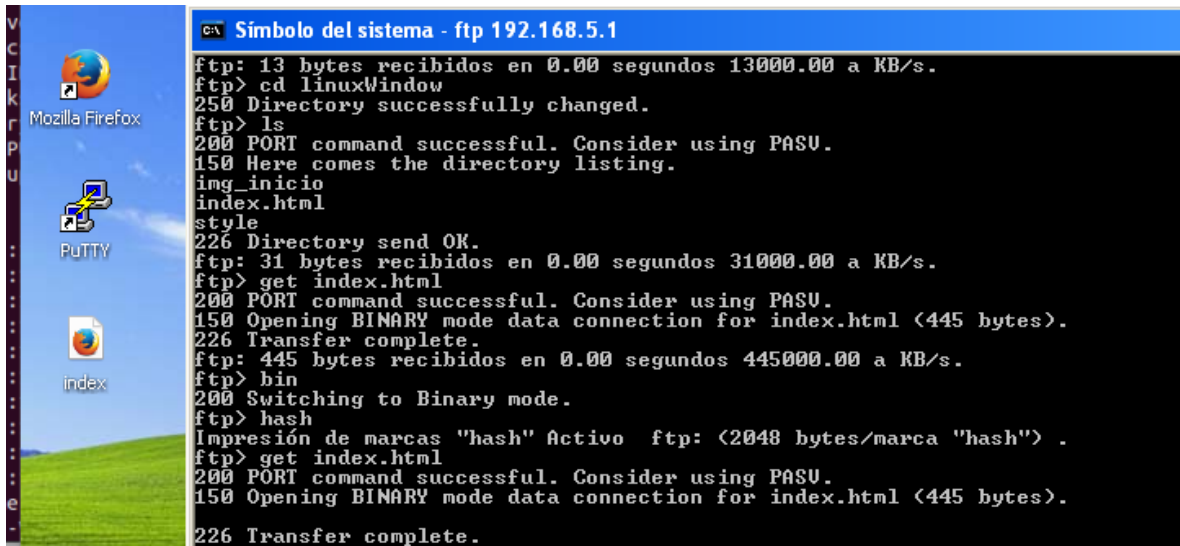 v
c
I
k
r
P
u
:
:
:
:
:
:
:
:
:
e
-
Mozilla Firefox
PuTTY
index
Símbolo del sistema - ftp 192.168.5.1
ftp: 13 bytes recibidos en 0.00 segundos 13000.00 a KB/s.
ftp> cd linuxWindow
250 Directory successfully changed.
ftp> ls
200 PORT command successful. Consider using PASV.
150 Here comes the directory listing.
img_inicio
index.html
style
226 Directory send OK.
ftp: 31 bytes recibidos en 0.00 segundos 31000.00 a KB/s.
ftp> get index.html
200 PORT command successful. Consider using PASV.
150 Opening BINARY mode data connection for index.html (445 bytes).
226 Transfer complete.
ftp: 445 bytes recibidos en 0.00 segundos 445000.00 a KB/s.
ftp> bin
200 Switching to Binary mode.
ftp> hash
Impresión de marcas "hash" Activo  ftp: (2048 bytes/marca "hash") .
ftp> get index.html
200 PORT command successful. Consider using PASV.
150 Opening BINARY mode data connection for index.html (445 bytes).
226 Transfer complete.